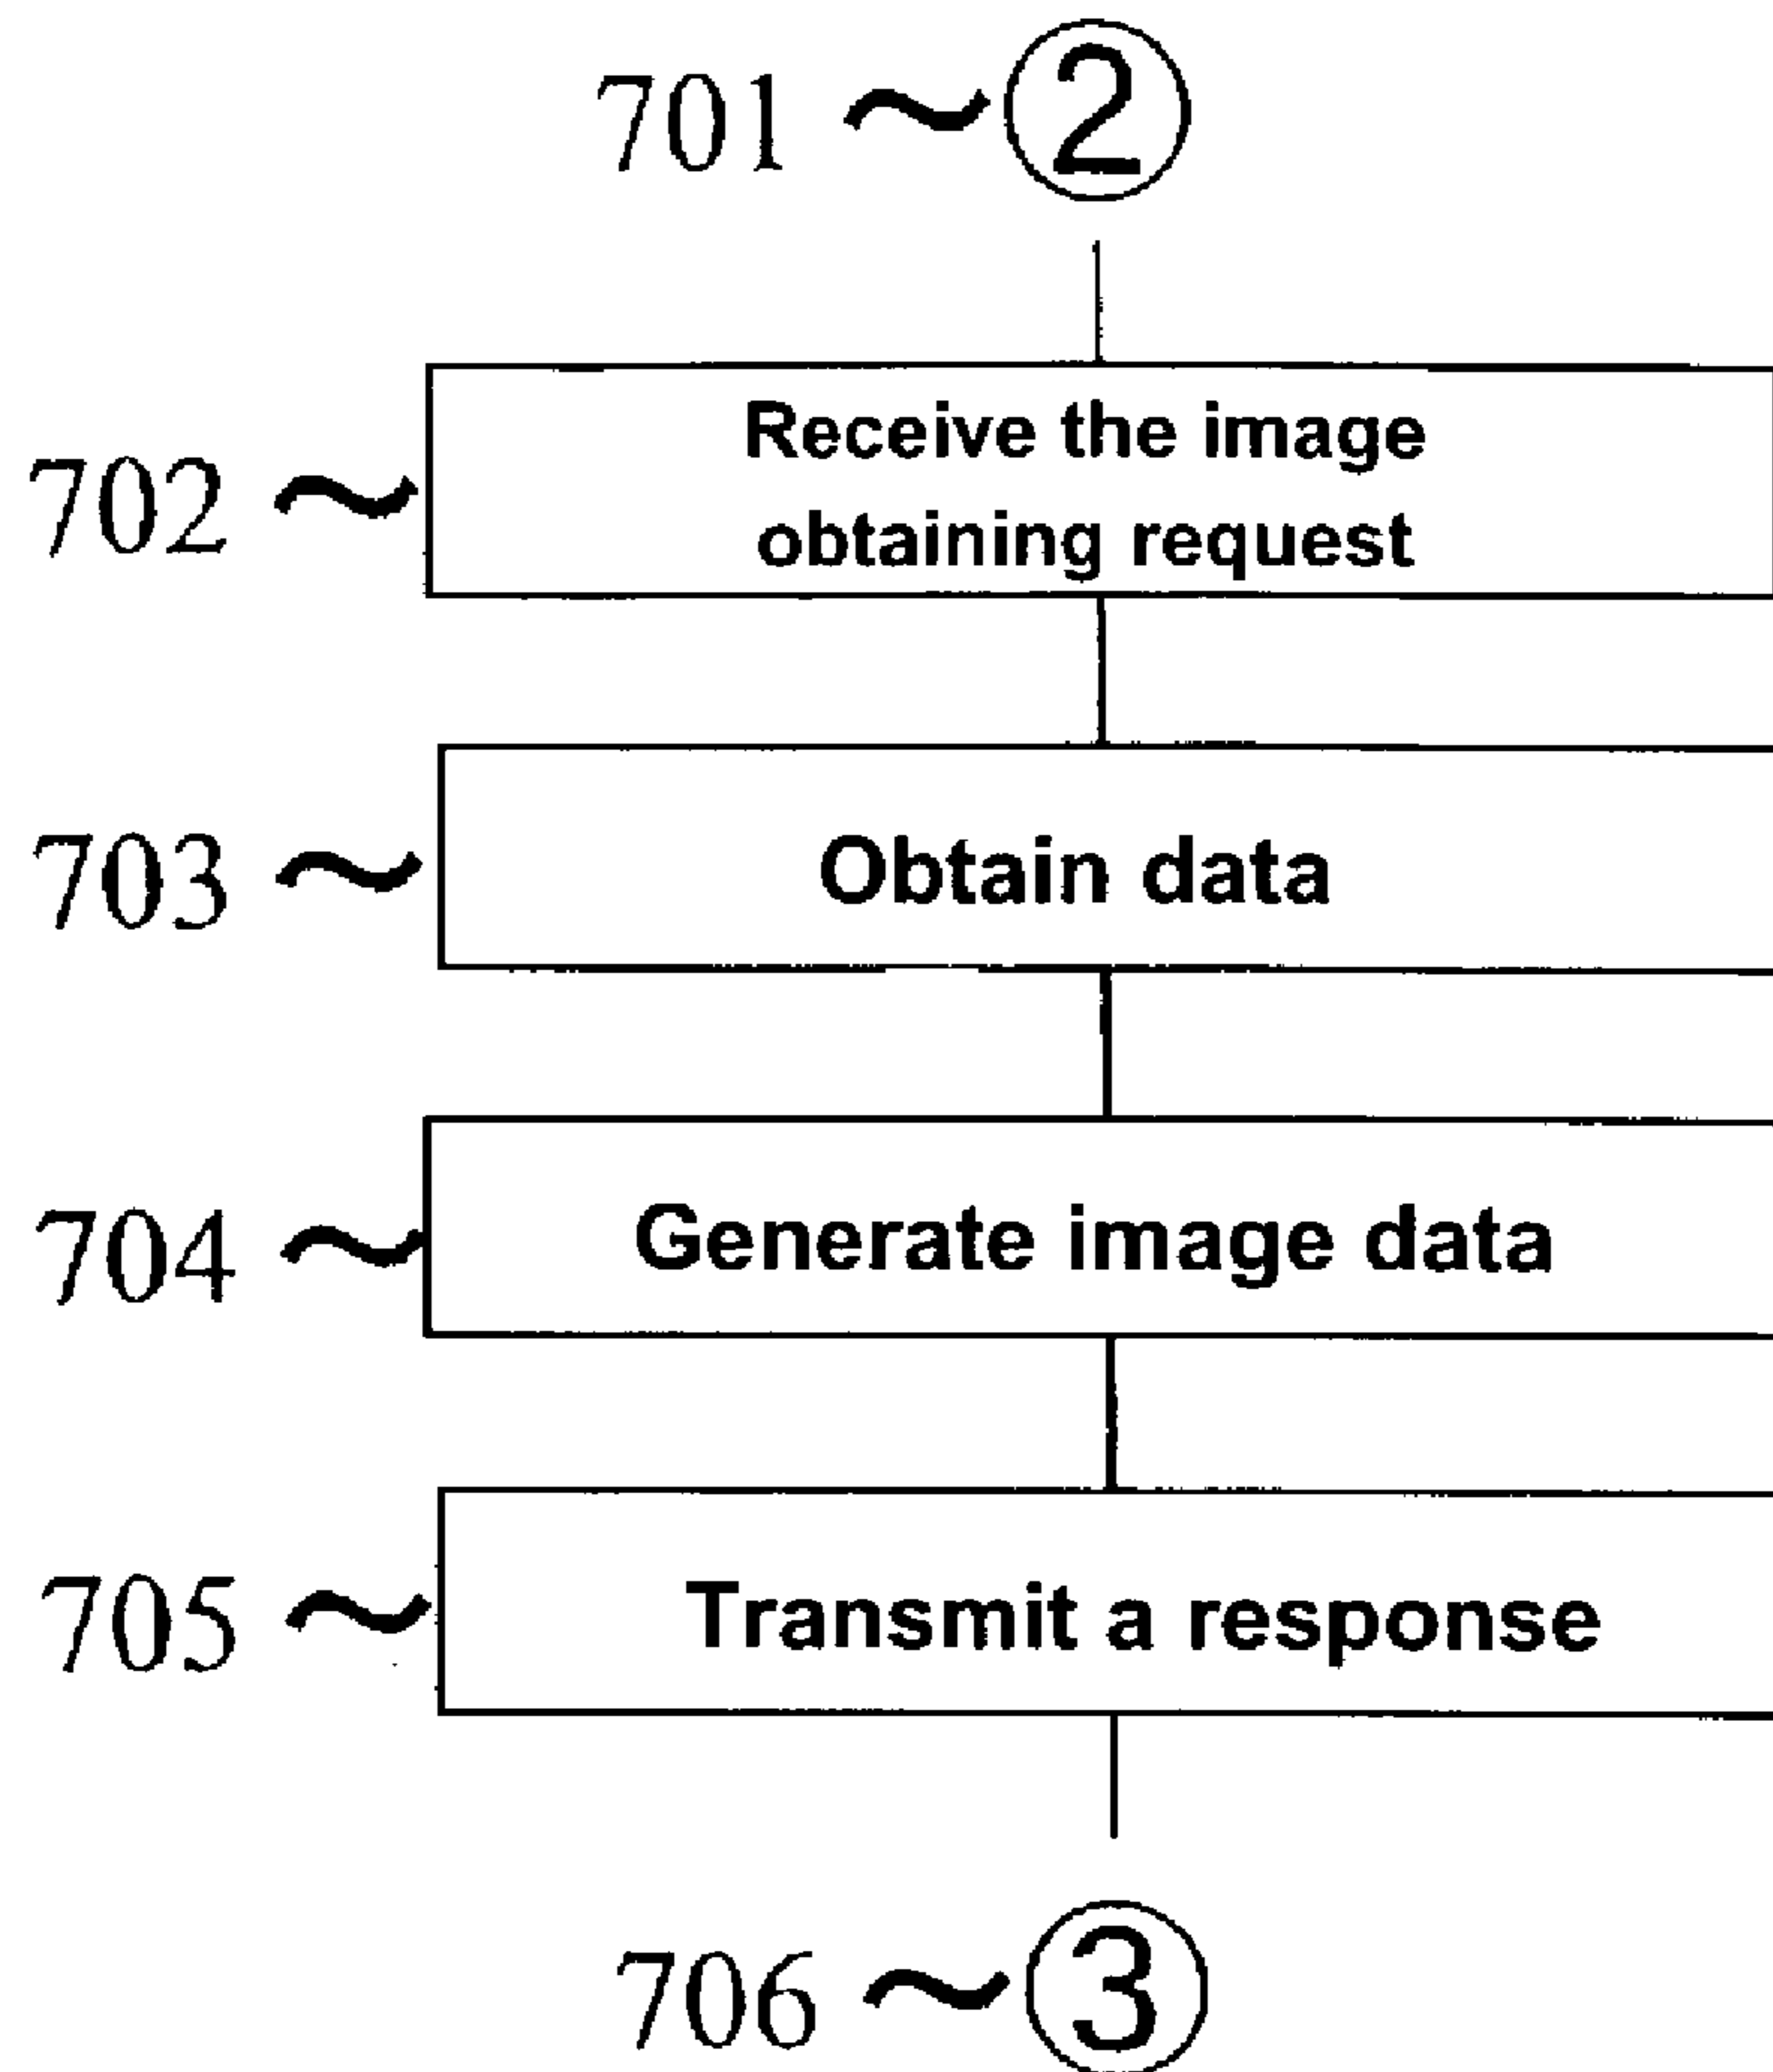 701 ~ ②
702 ~ Receive the image
obtaining request
703 ~ Obtain data
704 ~ Generate image data
705 ~ Transmit a response
706 ~ ③